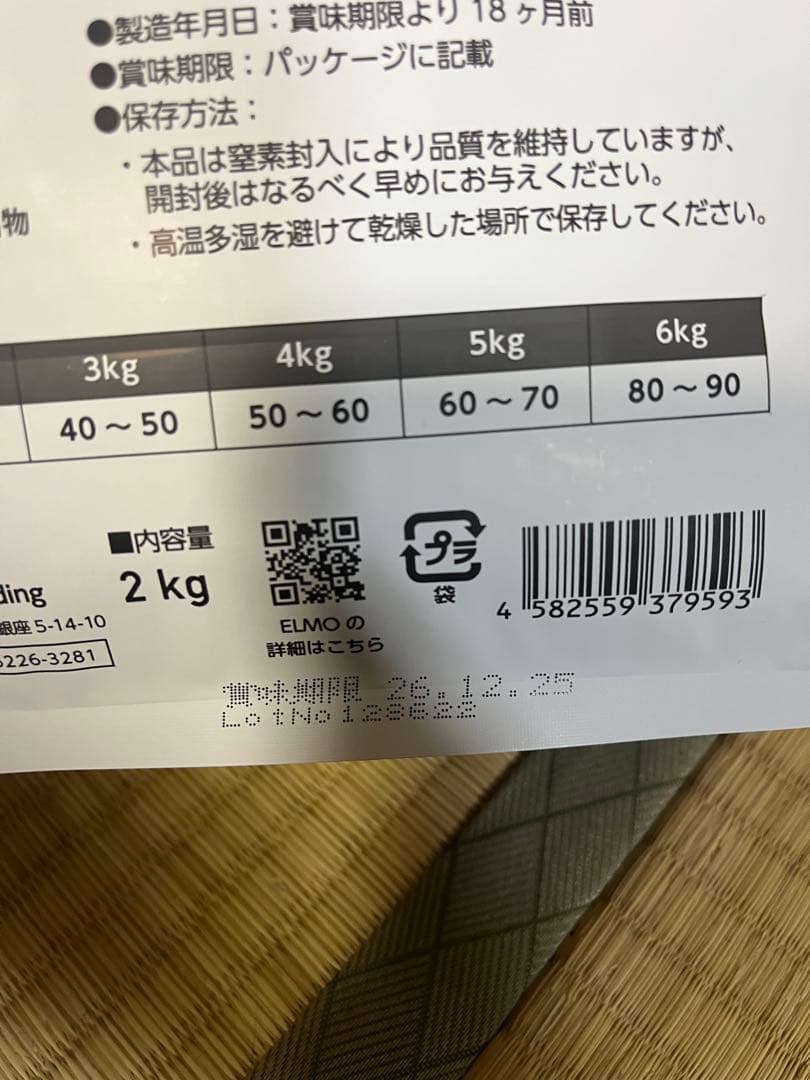 ●製造年月日：賞味期限より18ヶ月前
●賞味期限：パッケージに記載
●保存方法：
・本品は窒素封入により品質を維持していますが、
開封後はなるべく早めにお与えください。
・高温多湿を避けて乾燥した場所で保存してください。
物
3kg 4kg 5kg 6kg
40～50 50～60 60～70 80～90
■内容量
2 kg
ding
銀座 5-14-10
6226-3281
ELMO の
詳細はこちら
プラ
袋
4 582559 379593
賞味期限 26.12.25
LotNo128622